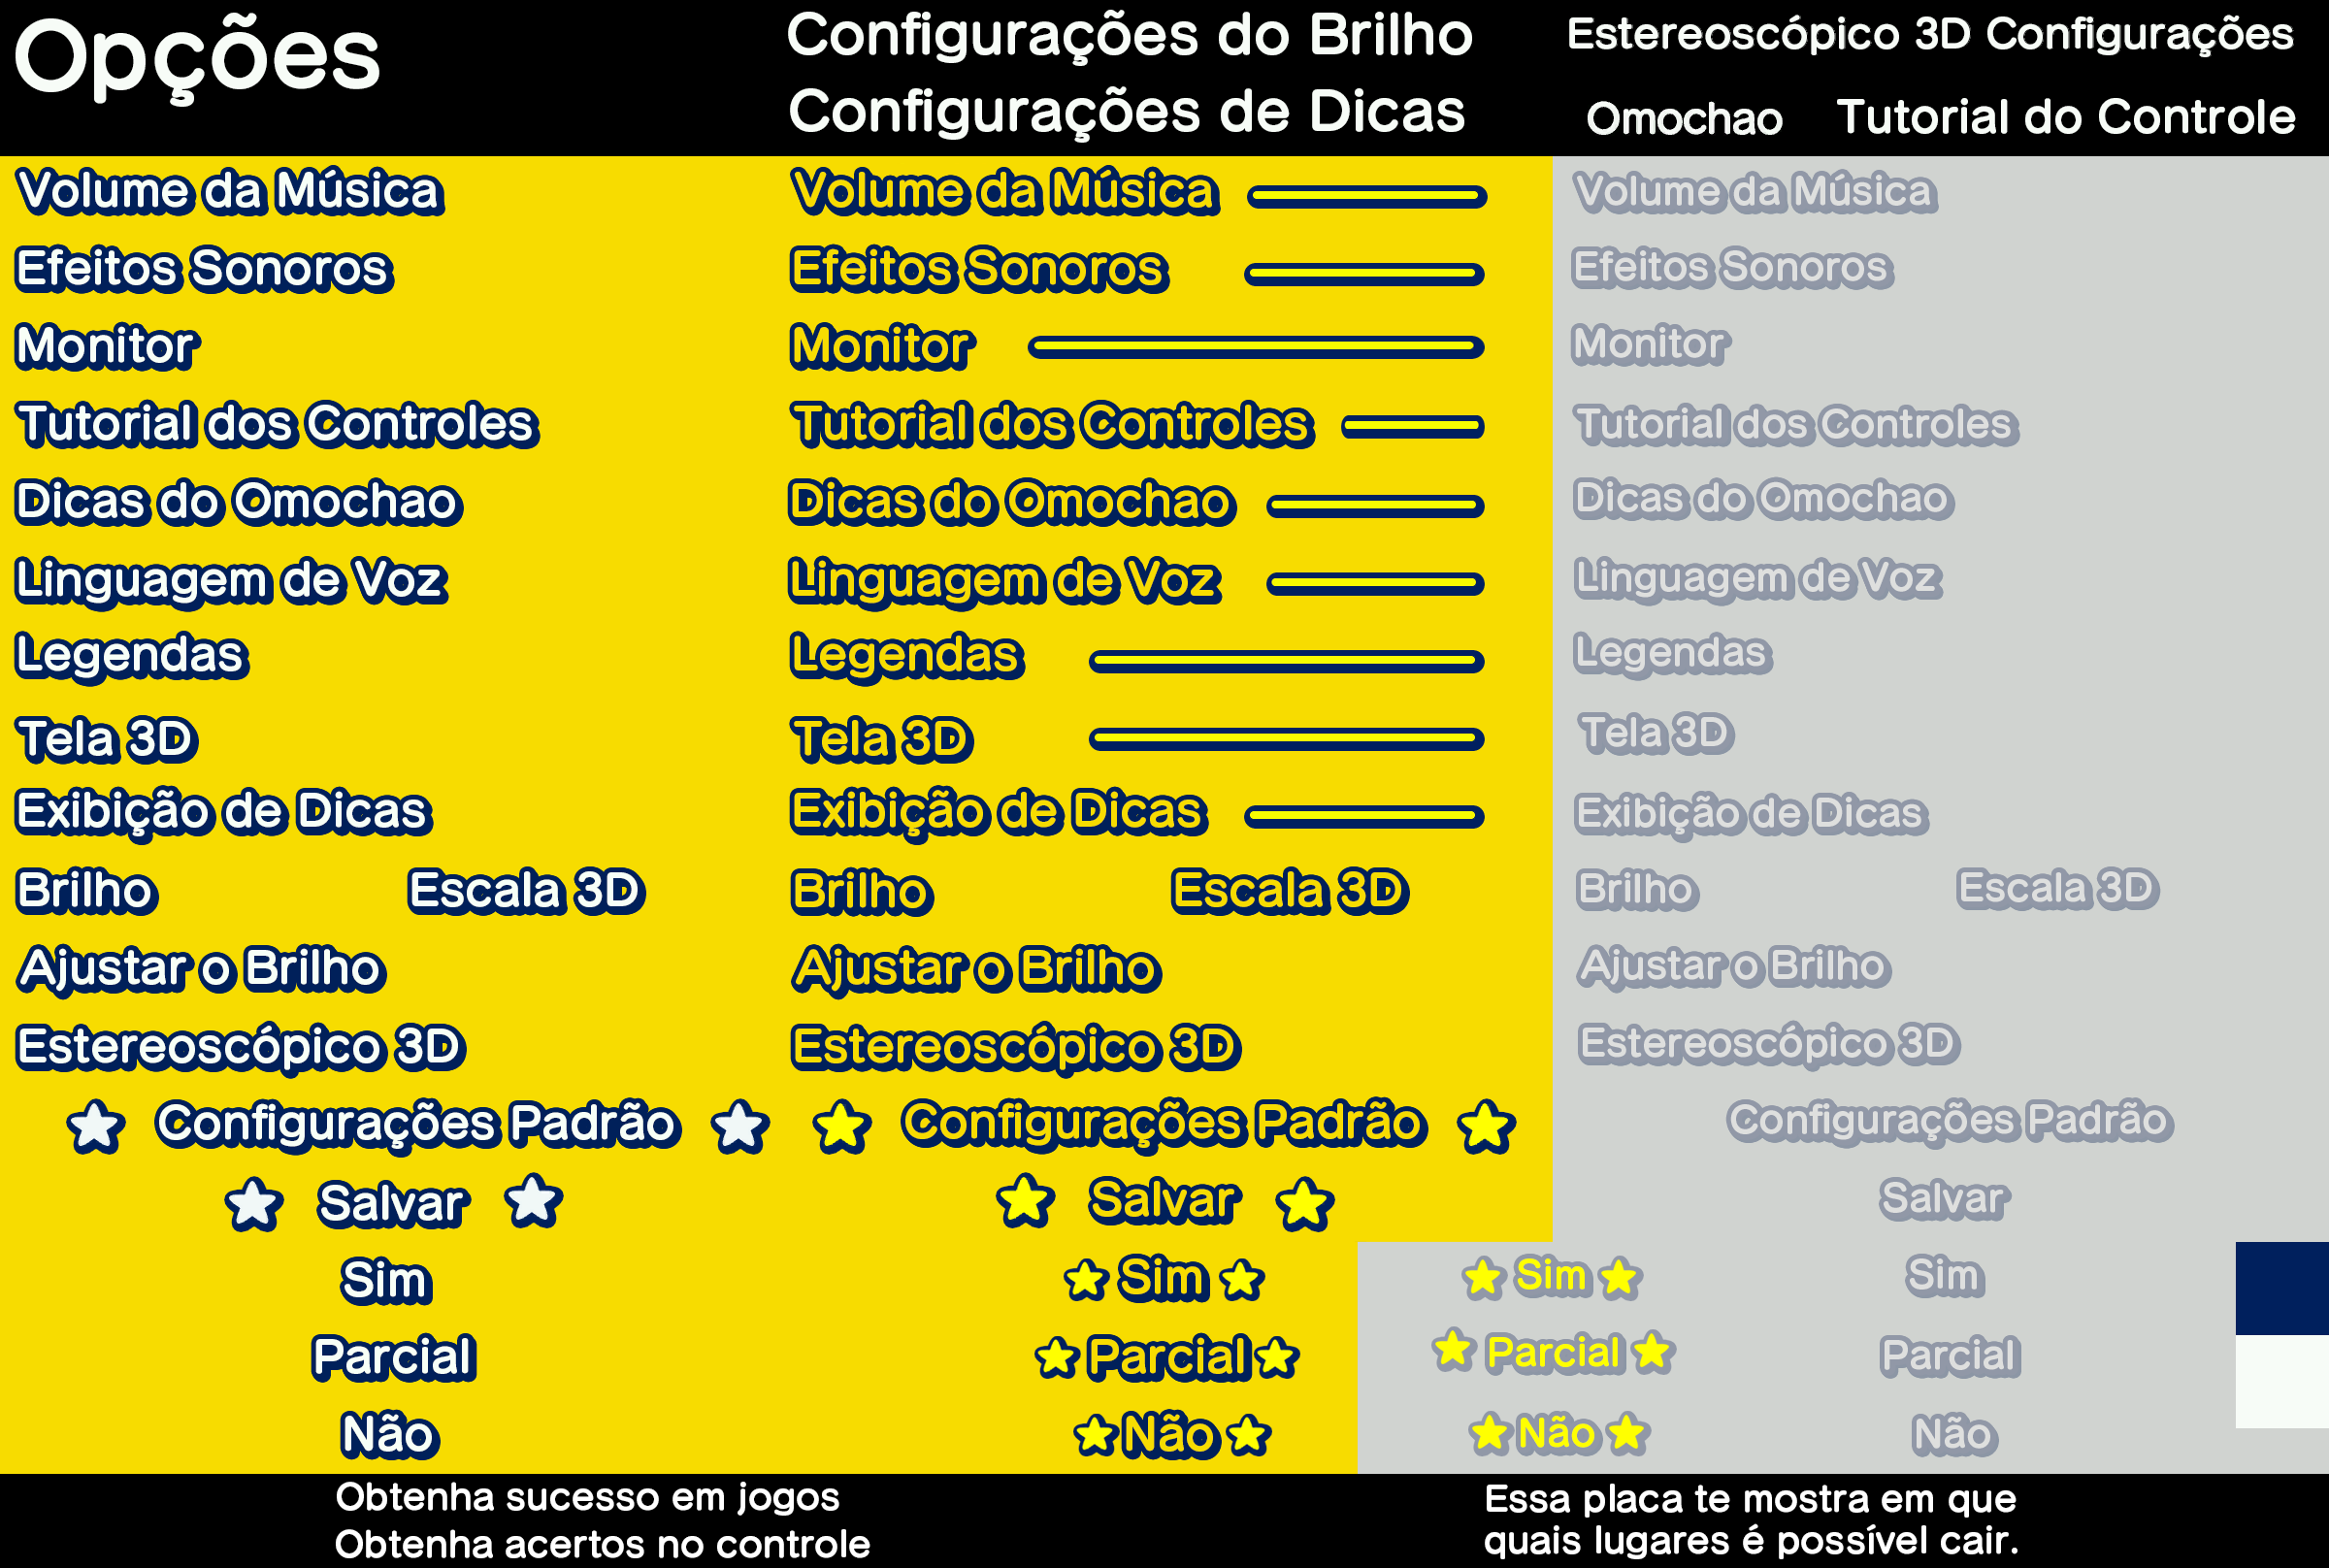 Opções
Configurações do Brilho
Estereoscópico 3D Configurações
Configurações de Dicas
Omochao
Tutorial do Controle
Volume da Música
Volume da Música
Volume da Música
Efeitos Sonoros
Efeitos Sonoros
Efeitos Sonoros
Monitor
Monitor
Monitor
Tutorial dos Controles
Tutorial dos Controles
Tutorial dos Controles
Dicas do Omochao
Dicas do Omochao
Dicas do Omochao
Linguagem de Voz
Linguagem de Voz
Linguagem de Voz
Legendas
Legendas
Legendas
Tela 3D
Tela 3D
Tela 3D
Exibição de Dicas
Exibição de Dicas
Exibição de Dicas
Brilho
Escala 3D
Brilho
Escala 3D
Brilho
Escala 3D
Ajustar o Brilho
Ajustar o Brilho
Ajustar o Brilho
Estereoscópico 3D
Estereoscópico 3D
Estereoscópico 3D
Configurações Padrão
Configurações Padrão
Configurações Padrão
Salvar
Salvar
Salvar
Sim
Sim
Sim
Sim
Parcial
Parcial
Parcial
Parcial
Não
Não
Não
Não
Obtenha sucesso em jogos
Obtenha acertos no controle
Essa placa te mostra em que
quais lugares é possível cair.